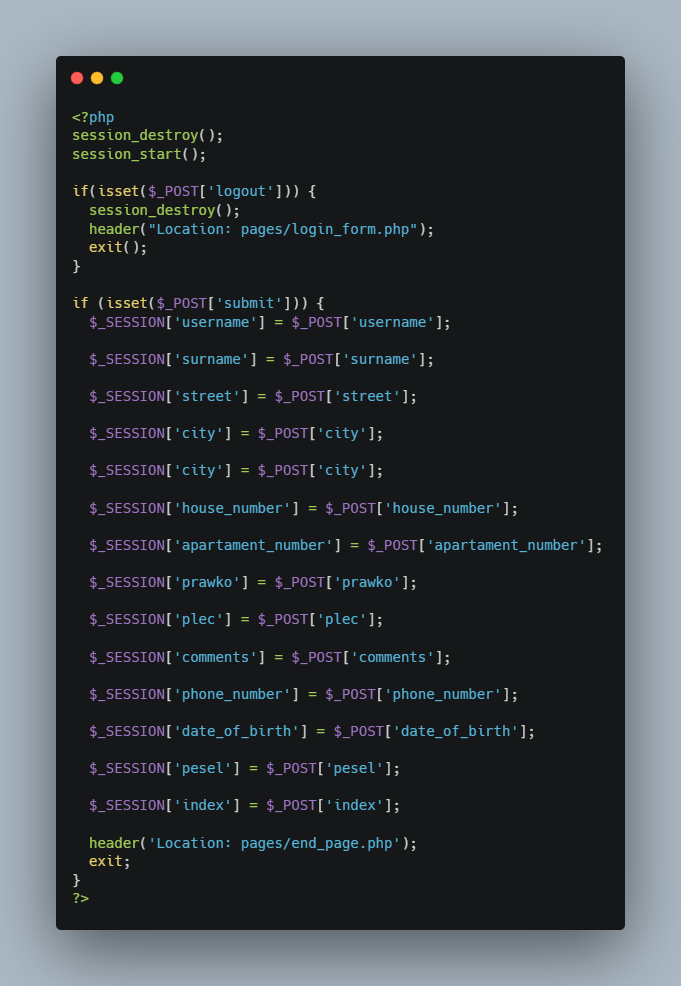 <?php
session_destroy();
session_start();
if(isset($_POST['logout'])) {
session_destroy();
header("Location: pages/login_form.php");
exit();
}
if (isset($_POST['submit'])) {
$_SESSION['username'] = $_POST['username'];
$_SESSION['surname'] = $_POST['surname'];
$_SESSION['street'] = $_POST['street'];
$_SESSION['city'] = $_POST['city'];
$_SESSION['city'] = $_POST['city'];
$_SESSION['house_number'] = $_POST['house_number'];
$_SESSION['apartament_number'] = $_POST['apartament_number'];
$_SESSION['prawko'] = $_POST['prawko'];
$_SESSION['plec'] = $_POST['plec'];
$_SESSION['comments'] = $_POST['comments'];
$_SESSION['phone_number'] = $_POST['phone_number'];
$_SESSION['date_of_birth'] = $_POST['date_of_birth'];
$_SESSION['pesel'] = $_POST['pesel'];
$_SESSION['index'] = $_POST['index'];
header('Location: pages/end_page.php');
exit;
}
?>